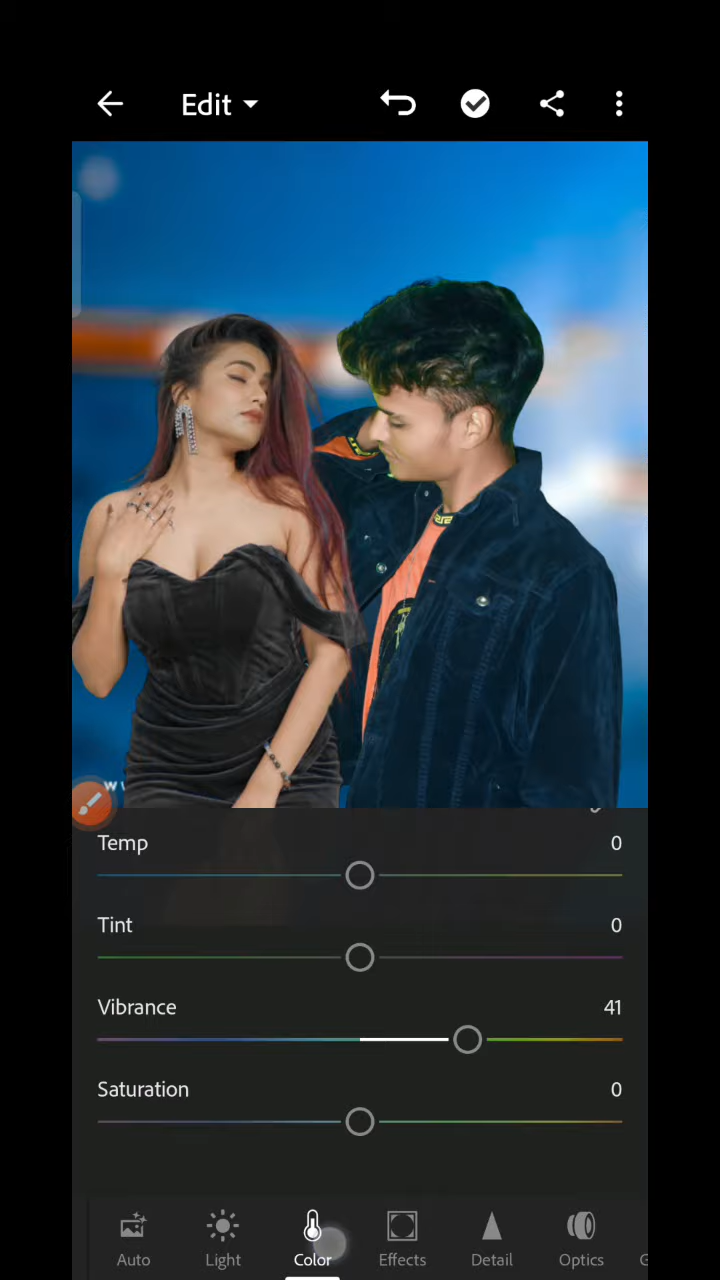 Edit
Temp 0
Tint 0
Vibrance 41
Saturation 0
Auto Light Color Effects Detail Optics